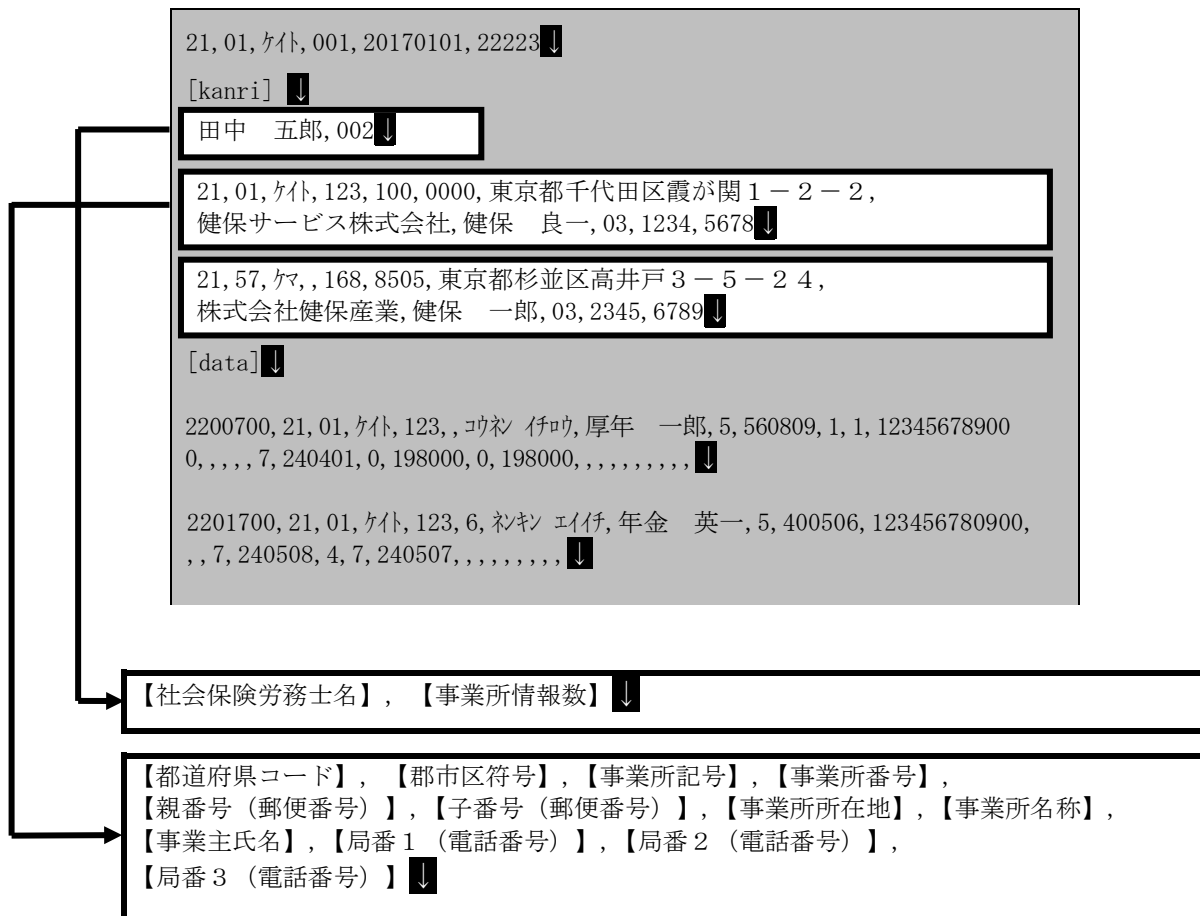 21,01,ｹｲﾄ,001,20170101,22223↓
[kanri] ↓
田中　五郎,002↓
21,01,ｹｲﾄ,123,100,0000,東京都千代田区霞が関１－２－２,
健保サービス株式会社,健保　良一,03,1234,5678↓
21,57,ｹﾏ,,168,8505,東京都杉並区高井戸３－５－２４,
株式会社健保産業,健保　一郎,03,2345,6789↓
[data]↓
2200700,21,01,ｹｲﾄ,123,,ｺｳﾈﾝ ｲﾁﾛｳ,厚年　一郎,5,560809,1,1,12345678900
0,,,,,7,240401,0,198000,0,198000,,,,,,,,,,↓
2201700,21,01,ｹｲﾄ,123,6,ﾈﾝｷﾝ ｴｲｲﾁ,年金　英一,5,400506,123456780900,
,,7,240508,4,7,240507,,,,,,,,,↓
【社会保険労務士名】, 【事業所情報数】↓
【都道府県コード】, 【郡市区符号】,【事業所記号】,【事業所番号】,
【親番号（郵便番号）】,【子番号（郵便番号）】,【事業所所在地】,【事業所名称】,
【事業主氏名】,【局番１（電話番号）】,【局番２（電話番号）】,
【局番３（電話番号）】↓